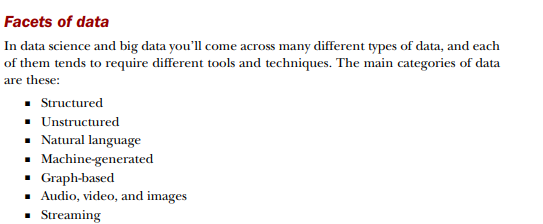 Facets of data
In data science and big data you'll come across many different types of data, and each
of them tends to require different tools and techniques. The main categories of data
are these:
■ Structured
■ Unstructured
■ Natural language
■ Machine-generated
■ Graph-based
■ Audio, video, and images
■ Streaming